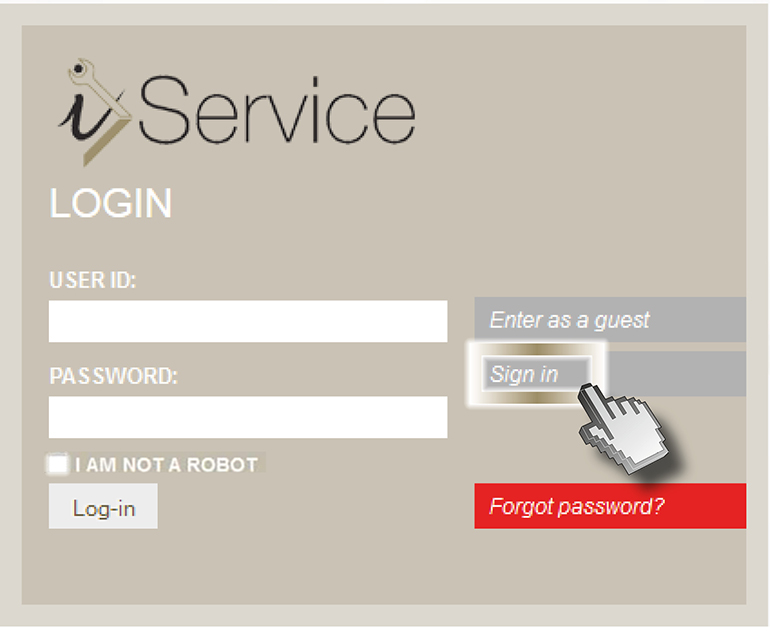 iService
LOGIN
USER ID:
Enter as a guest
PASSWORD:
Sign in
I AM NOT A ROBOT
Log-in
Forgot password?